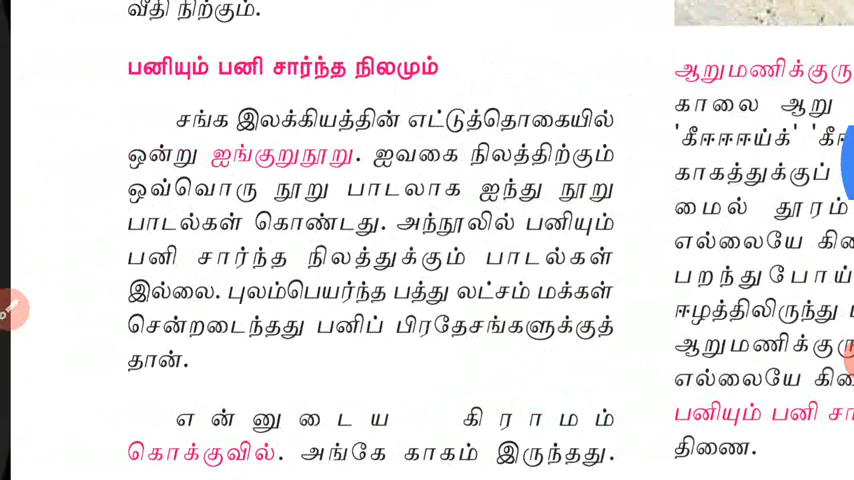 வீதி நிற்கும்.
பனியும் பனி சார்ந்த நிலமும்
சங்க இலக்கியத்தின் எட்டுத்தொகையில்
ஒன்று ஐங்குறுநூறு. ஐவகை நிலத்திற்கும்
ஒவ்வொரு நூறு பாடலாக ஐந்து நூறு
பாடல்கள் கொண்டது. அந்நூலில் பனியும்
பனி சார்ந்த நிலத்துக்கும் பாடல்கள்
இல்லை. புலம்பெயர்ந்த பத்து லட்சம் மக்கள்
சென்றடைந்தது பனிப் பிரதேசங்களுக்குத்
தான்.
என்னுடைய கிராமம்
கொக்குவில். அங்கே காகம் இருந்தது.
ஆறுமணிக்குரு
காலை ஆறு
'கீஈஈஈய்க்'
காகத்துக்குப்
மைல் தூரம்
எல்லையே
பறந்துபோய்
ஈழத்திலிருந்து
ஆறுமணிக்குரு
எல்லையே
பனியும் பனி சா
திணை.